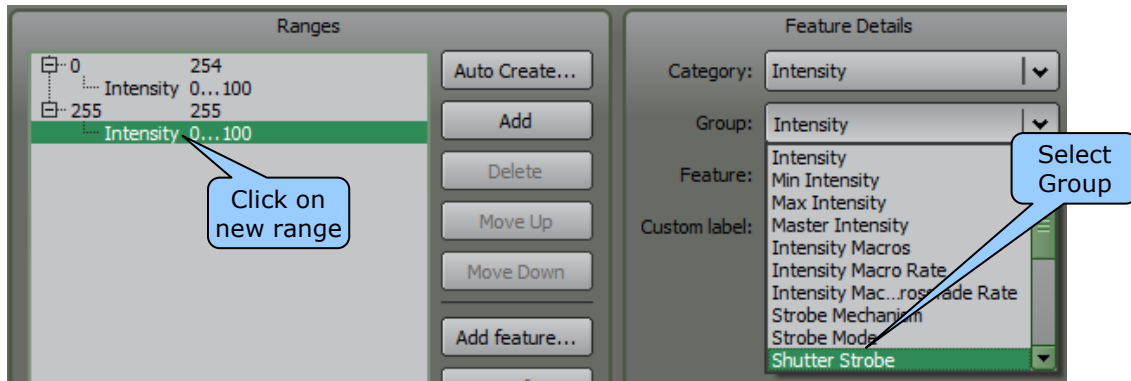 Ranges
0 254
Intensity 0...100
255 255
Intensity 0...100
Click on
new range
Auto Create...
Add
Delete
Move Up
Move Down
Add feature...
Feature Details
Category: Intensity
Group: Intensity
Feature:
Custom label:
Intensity
Min Intensity
Max Intensity
Master Intensity
Intensity Macros
Intensity Macro Rate
Intensity Mac...rossfade Rate
Strobe Mechanism
Strobe Mode
Shutter Strobe
Select
Group